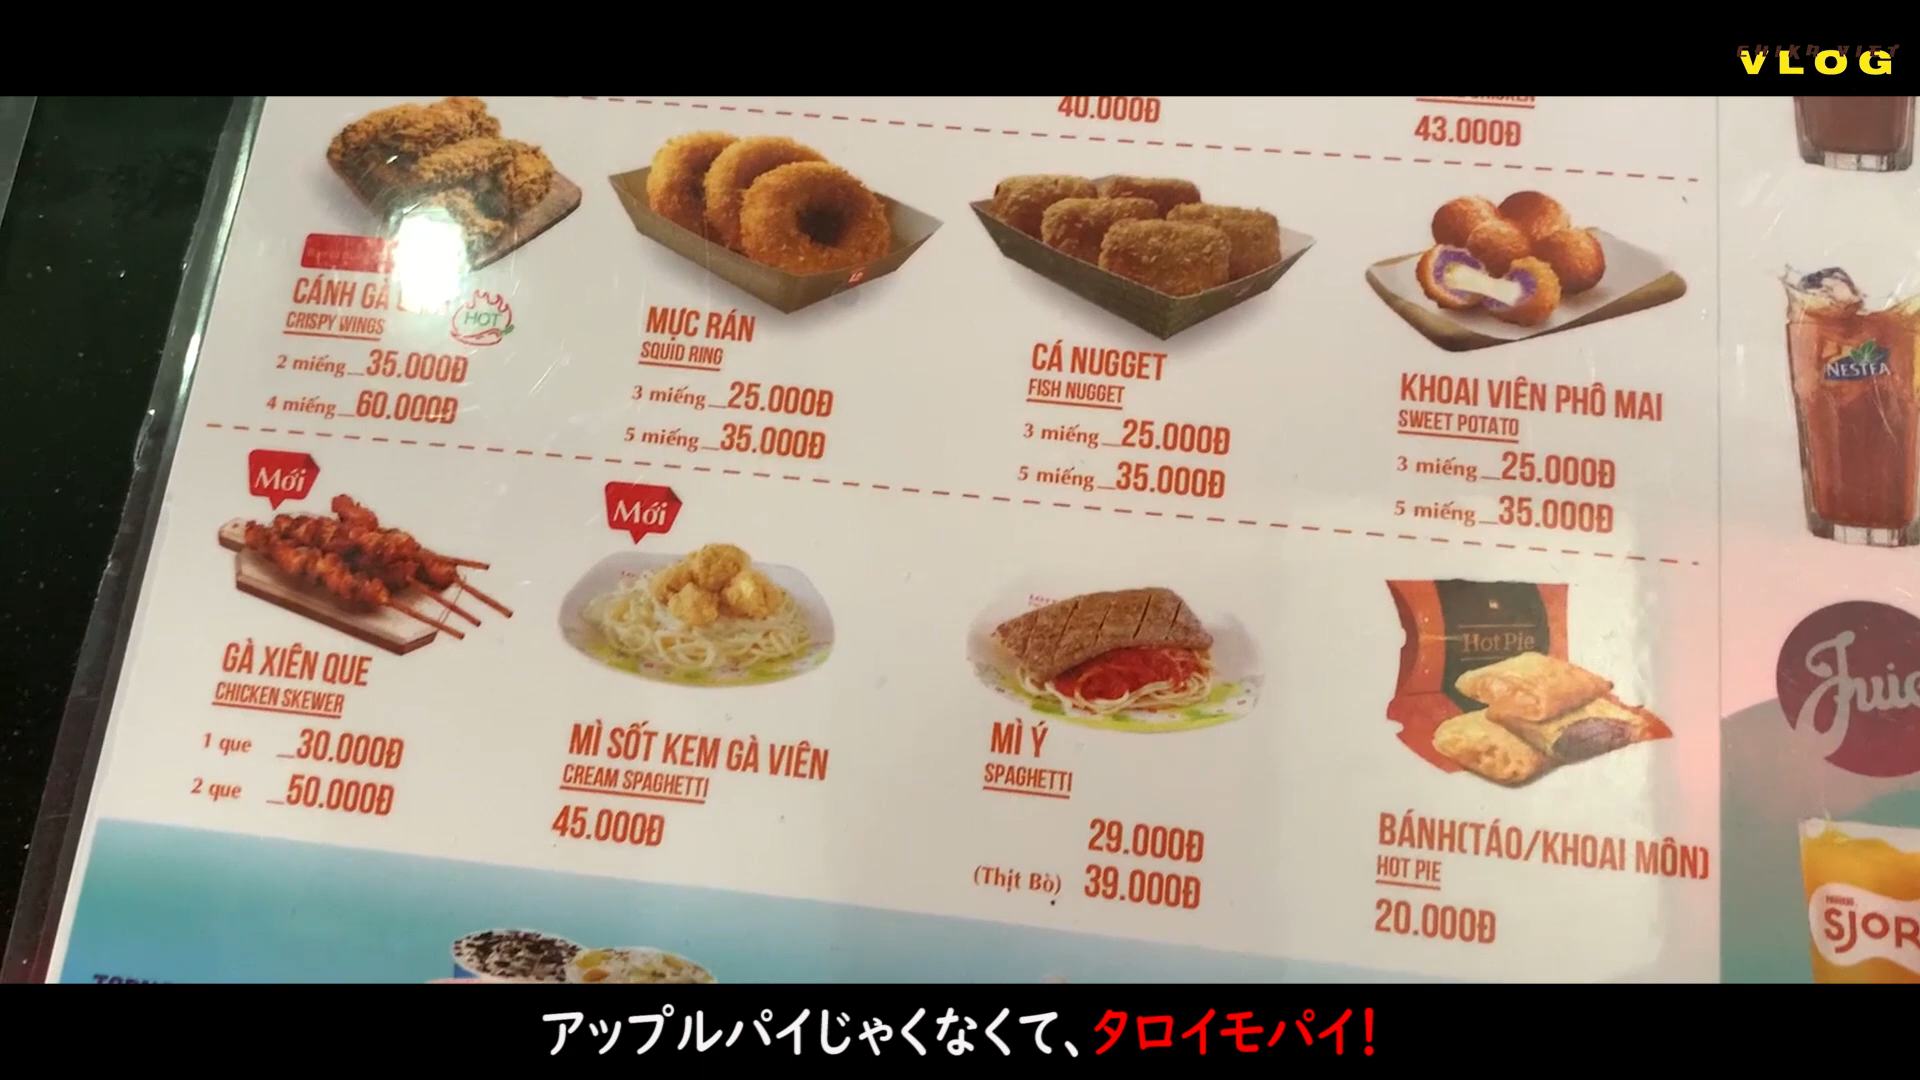 VLOG
40.000Đ
43.000Đ
CÁNH GÀ
CRISPY WINGS
HOT
2 miếng 35.000Đ
4 miếng 60.000Đ
MỰC RÁN
SQUID RING
3 miếng 25.000Đ
5 miếng 35.000Đ
CÁ NUGGET
FISH NUGGET
3 miếng 25.000Đ
5 miếng 35.000Đ
KHOAI VIÊN PHÔ MAI
SWEET POTATO
3 miếng 25.000Đ
5 miếng 35.000Đ
NESTEA
Mới
GÀ XIÊN QUE
CHICKEN SKEWER
1 que 30.000Đ
2 que 50.000Đ
Mới
MÌ SỐT KEM GÀ VIÊN
CREAM SPAGHETTI
45.000Đ
MÌ Ý
SPAGHETTI
29.000Đ
(Thịt Bò) 39.000Đ
Hot Pie
BÁNH(TÁO/KHOAI MÔN)
HOT PIE
20.000Đ
アップルパイじゃなくて、タロイモパイ!